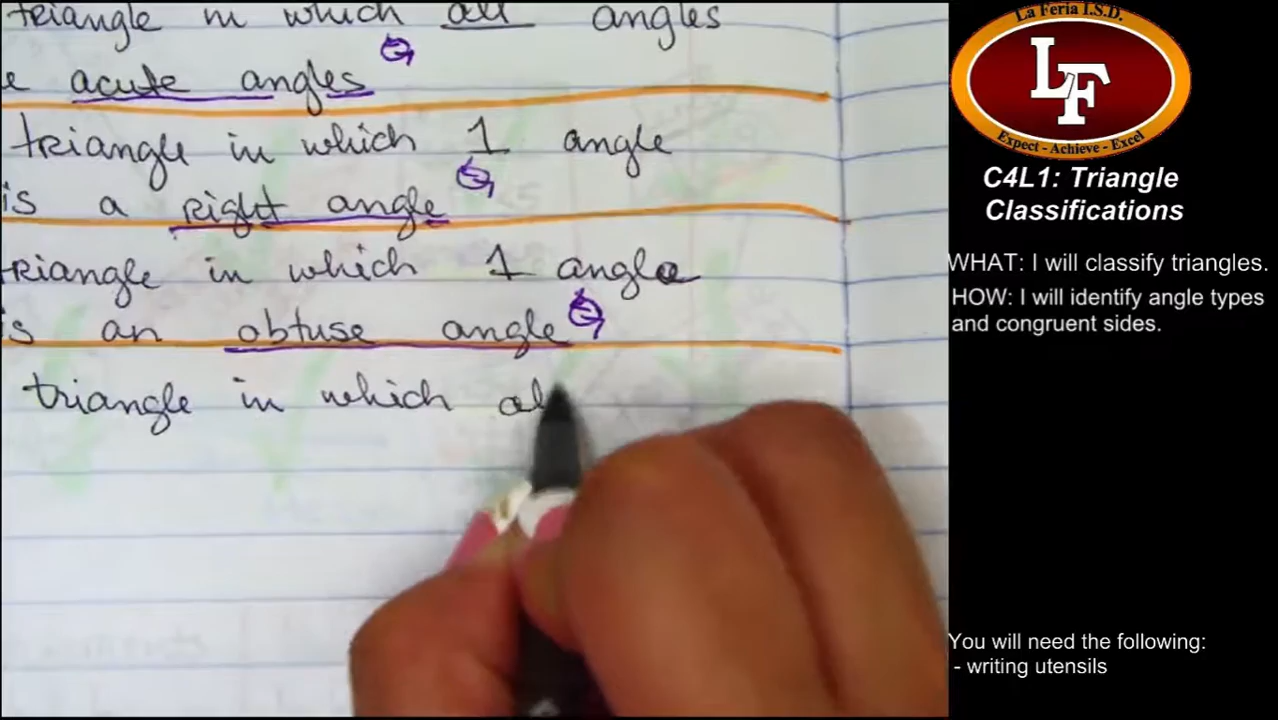 triangle in which all angles
e acute angles
triangle in which 1 angle
is a right angle
triangle in which 1 angle
is an obtuse angle
triangle in which al
La Feria I.S.D.
LF
Expect - Achieve - Excel
C4L1: Triangle
Classifications
WHAT: I will classify triangles.
HOW: I will identify angle types
and congruent sides.
You will need the following:
- writing utensils